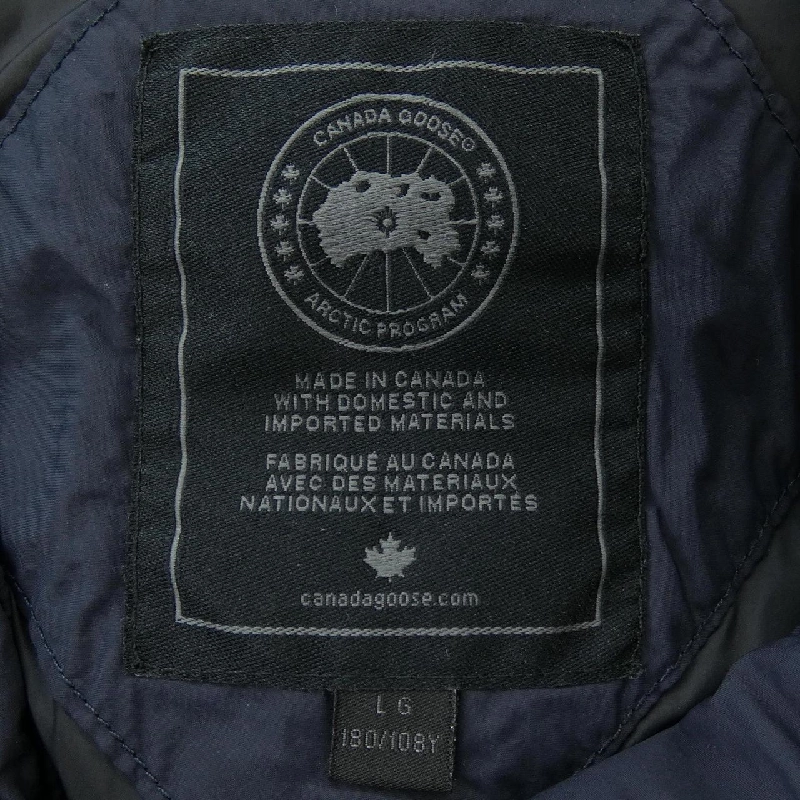 CANADA GOOSE®
ARCTIC PROGRAM
MADE IN CANADA
WITH DOMESTIC AND
IMPORTED MATERIALS
FABRIQUÉ AU CANADA
AVEC DES MATERIAUX
NATIONAUX ET IMPORTÉS
canadagoose.com
LG
180/108Y